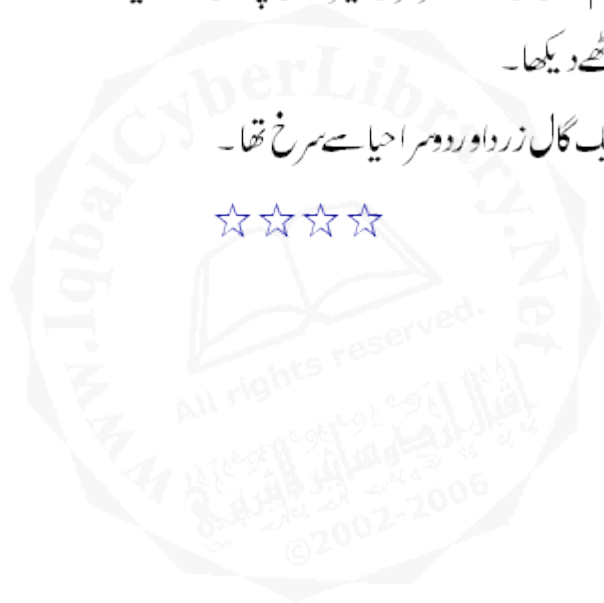 ٹھے دیکھا۔
ک گال زرد اور دوسرا حیا سے سرخ تھا۔
☆☆☆☆
www.IqbalCyberLibrary.Net
All rights reserved.
©2002-2006